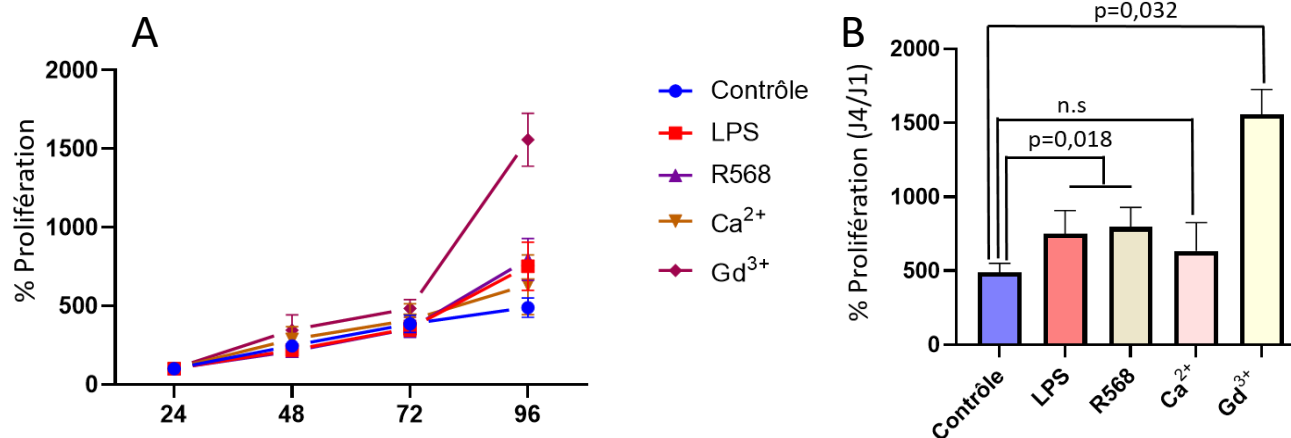 A
% Prolifération
2000
1500
1000
500
0
24 48 72 96
Contrôle
LPS
R568
Ca²⁺
Gd³⁺
B
% Prolifération (J4/J1)
2000
1500
1000
500
0
p=0,032
n.s
p=0,018
Contrôle
LPS
R568
Ca²⁺
Gd³⁺